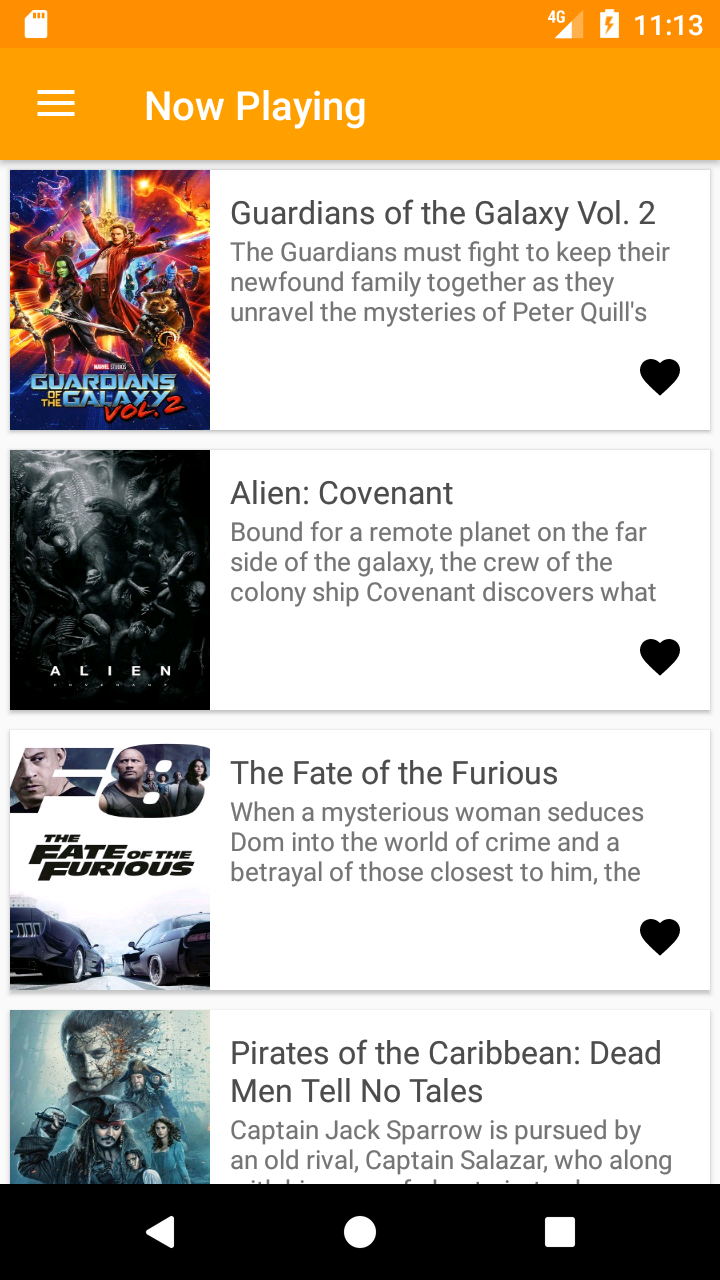 4G 11:13
Now Playing
MARVEL STUDIOS
GUARDIANS
OF THE GALAXY
VOL. 2
Guardians of the Galaxy Vol. 2
The Guardians must fight to keep their
newfound family together as they
unravel the mysteries of Peter Quill's
ALIEN
COVENANT
Alien: Covenant
Bound for a remote planet on the far
side of the galaxy, the crew of the
colony ship Covenant discovers what
F8
THE
FATE OF THE
FURIOUS
The Fate of the Furious
When a mysterious woman seduces
Dom into the world of crime and a
betrayal of those closest to him, the
Pirates of the Caribbean: Dead
Men Tell No Tales
Captain Jack Sparrow is pursued by
an old rival, Captain Salazar, who along